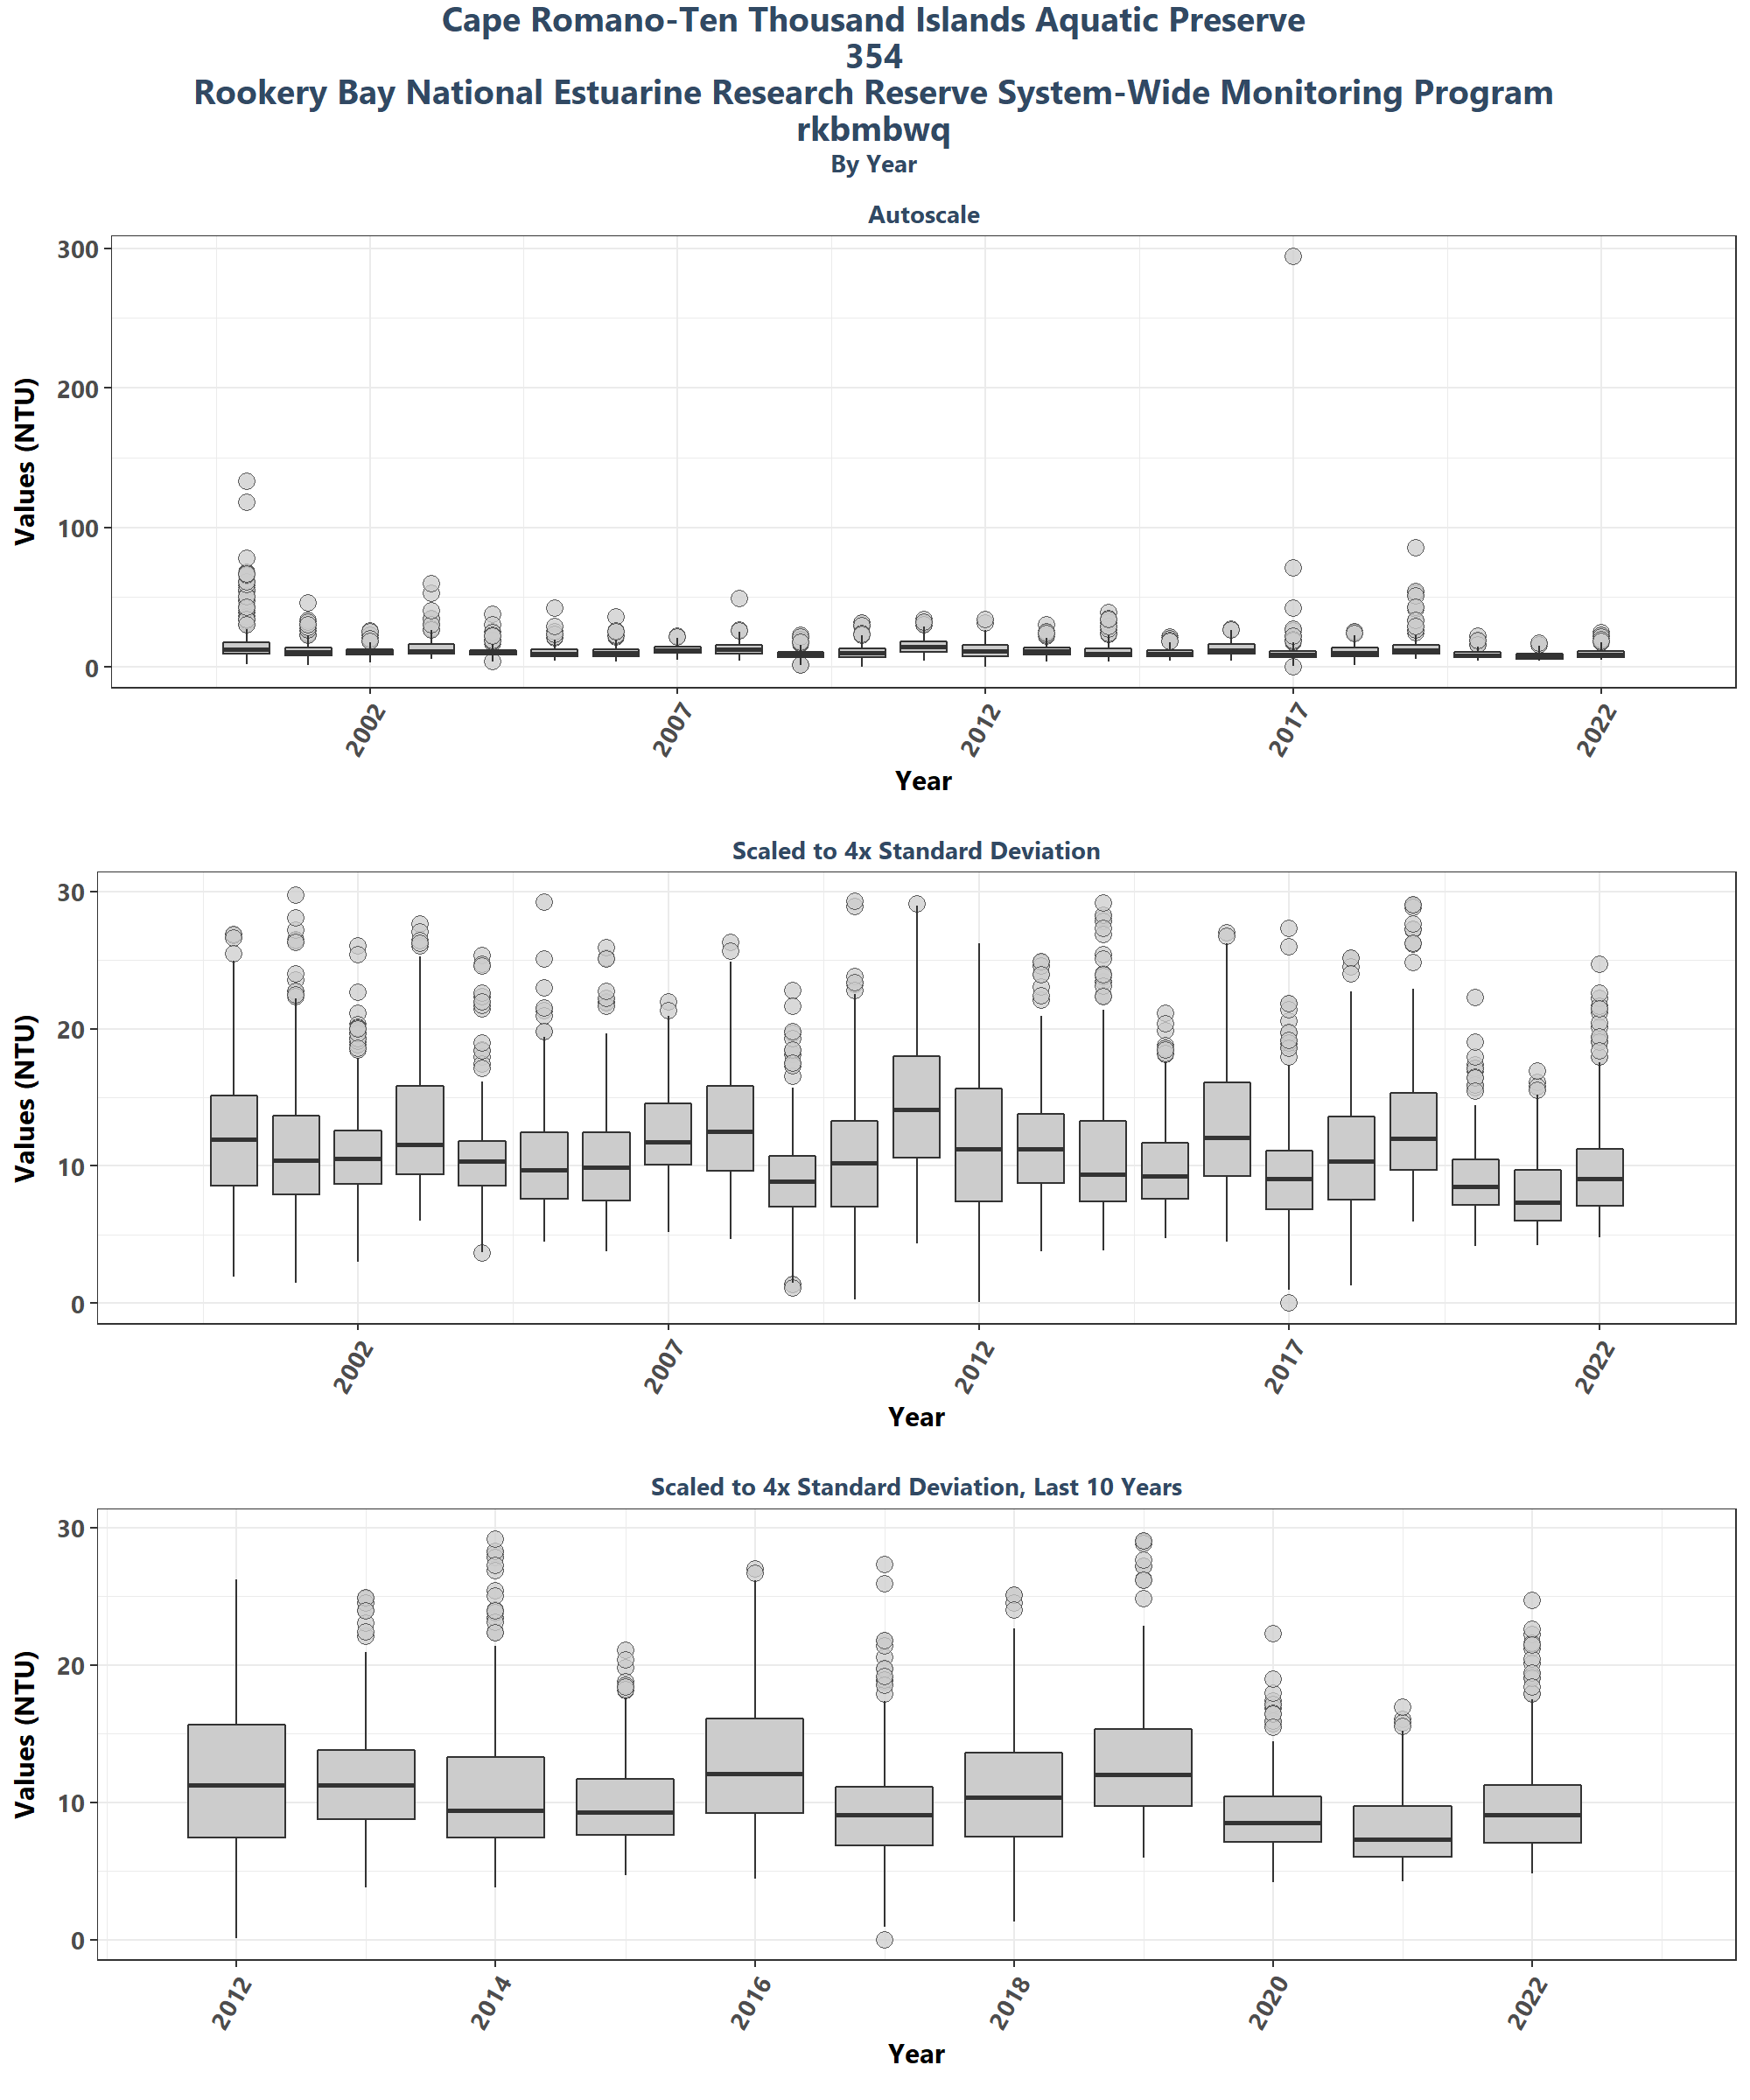 Cape Romano-Ten Thousand Islands Aquatic Preserve
354
Rookery Bay National Estuarine Research Reserve System-Wide Monitoring Program
rkbmbwq
By Year
Autoscale
Values (NTU)
300
200
100
0
2002
2007
2012
2017
2022
Year
Scaled to 4x Standard Deviation
Values (NTU)
30
20
10
0
2002
2007
2012
2017
2022
Year
Scaled to 4x Standard Deviation, Last 10 Years
Values (NTU)
30
20
10
0
2012
2014
2016
2018
2020
2022
Year